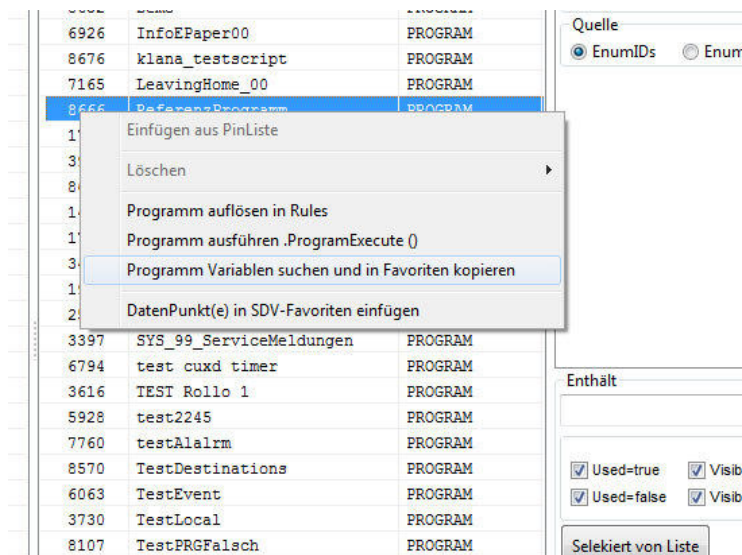 6926 InfoEPaper00 PROGRAM
8676 klana_testscript PROGRAM
7165 LeavingHome_00 PROGRAM
8666 ReferenzProgramm PROGRAM
Einfügen aus PinListe
Löschen
Programm auflösen in Rules
Programm ausführen .ProgramExecute ()
Programm Variablen suchen und in Favoriten kopieren
DatenPunkt(e) in SDV-Favoriten einfügen
3397 SYS_99_ServiceMeldungen PROGRAM
6794 test cuxd timer PROGRAM
3616 TEST Rollo 1 PROGRAM
5928 test2245 PROGRAM
7760 testAlalrm PROGRAM
8570 TestDestinations PROGRAM
6063 TestEvent PROGRAM
3730 TestLocal PROGRAM
8107 TestPRGFalsch PROGRAM
Quelle
EnumIDs Enum
Enthält
Used=true Visib
Used=false Visib
Selekiert von Liste